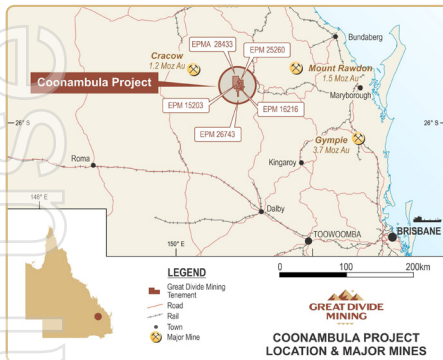 Bundaberg
EPMA 28433
EPM 25260
Cracow
1.2 Moz Au
Mount Rawdon
1.5 Moz Au
Coonambula Project
Maryborough
EPM 15203
EPM 16216
26° S
26° S
EPM 26743
Gympie
3.7 Moz Au
Roma
Kingaroy
145° E
Dalby
BRISBANE
TOOWOOMBA
150° E
LEGEND
Great Divide Mining
Tenement
Road
Rail
Town
Major Mine
0 100 200km
GREAT DIVIDE
MINING
COONAMBULA PROJECT
LOCATION & MAJOR MINES